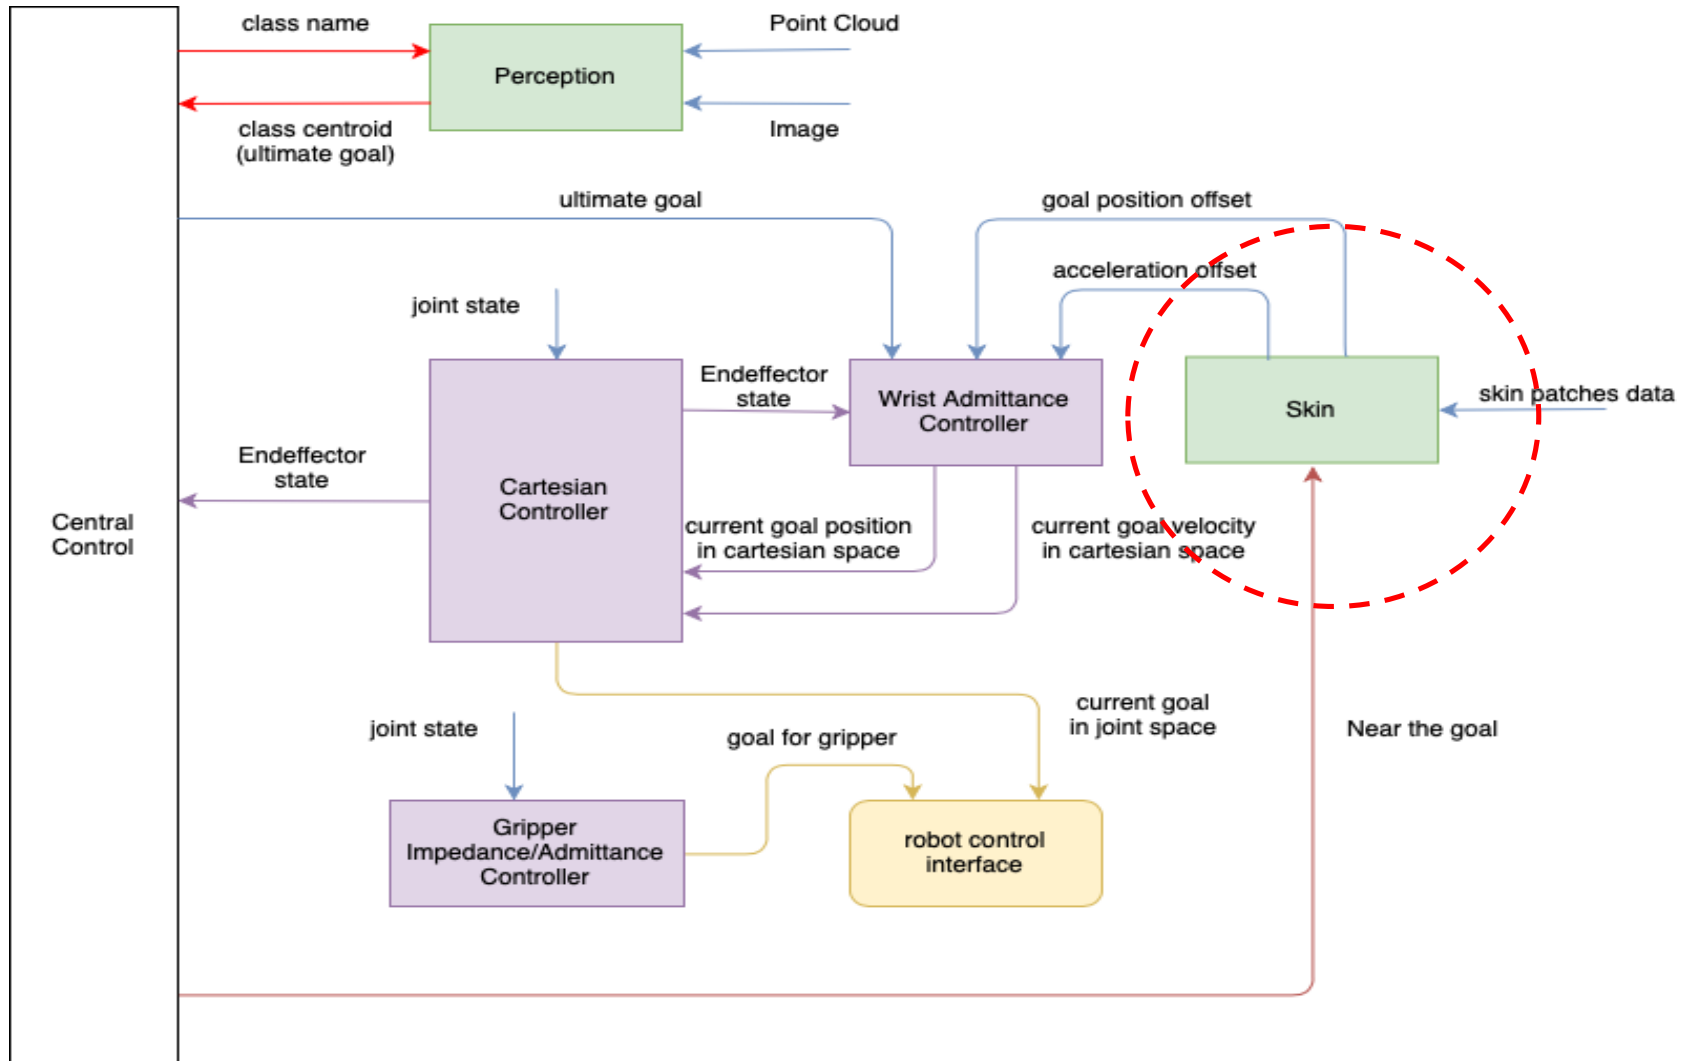 class name
Point Cloud
Perception
class centroid
(ultimate goal)
Image
ultimate goal
goal position offset
acceleration offset
joint state
Endeffector
state
Wrist Admittance
Controller
Skin
skin patches data
Endeffector
state
Cartesian
Controller
Central
Control
current goal position
in cartesian space
current goal velocity
in cartesian space
current goal
in joint space
joint state
goal for gripper
Near the goal
Gripper
Impedance/Admittance
Controller
robot control
interface